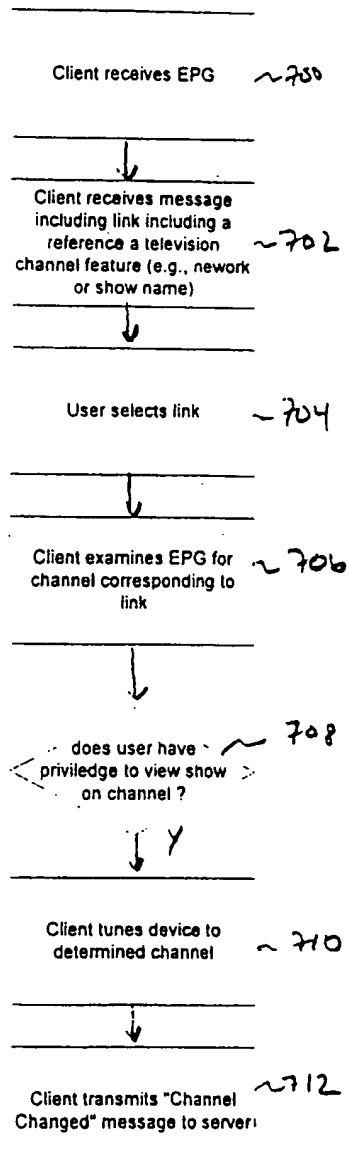 Client receives EPG ~700
Client receives message
including link including a
reference a television ~702
channel feature (e.g., nework
or show name)
User selects link ~704
Client examines EPG for ~706
channel corresponding to
link
does user have 708
priviledge to view show
on channel ?
Y
Client tunes device to
determined channel ~710
Client transmits "Channel ~712
Changed" message to server